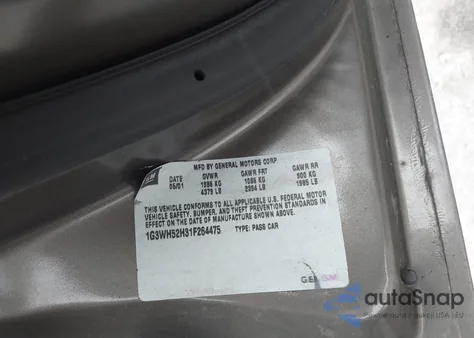 MFD BY GENERAL MOTORS CORP
DATE GVWR GAWR FRT GAWR RR
05/01 1986 KG 1086 KG 900 KG
4379 LB 2394 LB 1985 LB
THIS VEHICLE CONFORMS TO ALL APPLICABLE U.S. FEDERAL MOTOR
VEHICLE SAFETY, BUMPER, AND THEFT PREVENTION STANDARDS IN
EFFECT ON THE DATE OF MANUFACTURE SHOWN ABOVE.
1G3WH52H31F264475 TYPE: PASS CAR
GM
autaSnap